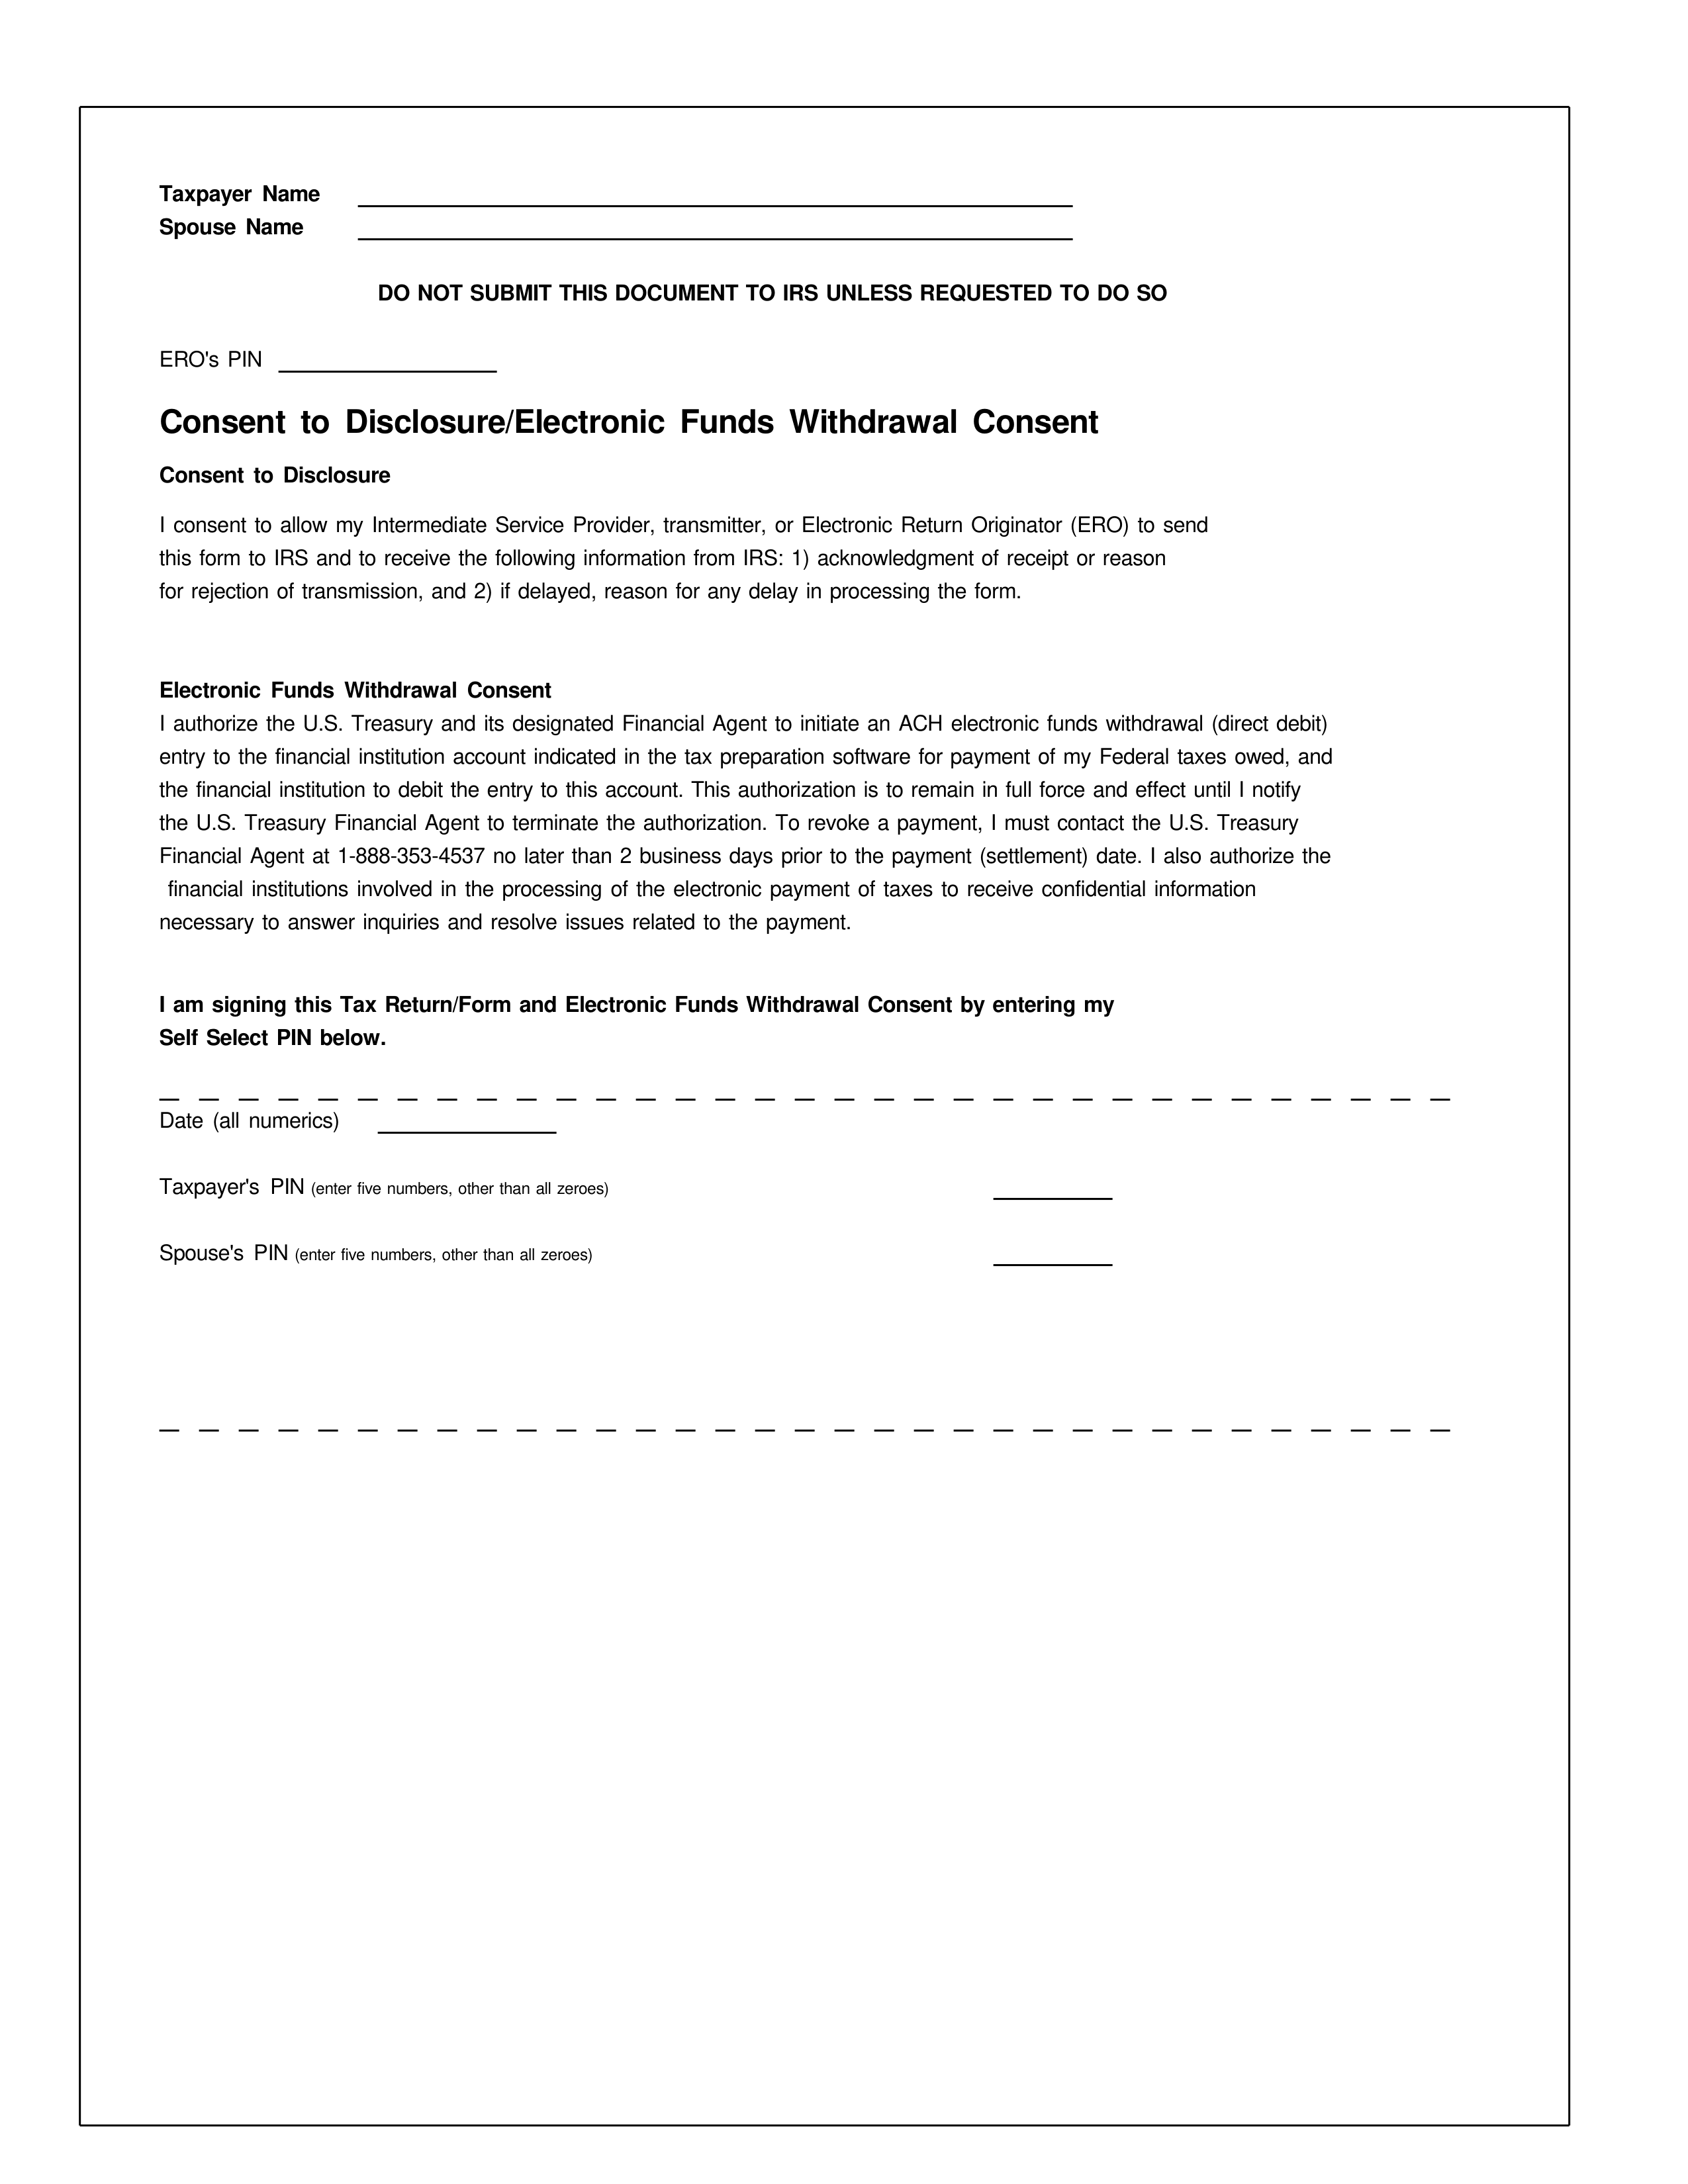 Taxpayer Name
Spouse Name
DO NOT SUBMIT THIS DOCUMENT TO IRS UNLESS REQUESTED TO DO SO
ERO's PIN
Consent to Disclosure/Electronic Funds Withdrawal Consent
Consent to Disclosure
I consent to allow my Intermediate Service Provider, transmitter, or Electronic Return Originator (ERO) to send
this form to IRS and to receive the following information from IRS: 1) acknowledgment of receipt or reason
for rejection of transmission, and 2) if delayed, reason for any delay in processing the form.
Electronic Funds Withdrawal Consent
I authorize the U.S. Treasury and its designated Financial Agent to initiate an ACH electronic funds withdrawal (direct debit)
entry to the financial institution account indicated in the tax preparation software for payment of my Federal taxes owed, and
the financial institution to debit the entry to this account. This authorization is to remain in full force and effect until I notify
the U.S. Treasury Financial Agent to terminate the authorization. To revoke a payment, I must contact the U.S. Treasury
Financial Agent at 1-888-353-4537 no later than 2 business days prior to the payment (settlement) date. I also authorize the
financial institutions involved in the processing of the electronic payment of taxes to receive confidential information
necessary to answer inquiries and resolve issues related to the payment.
I am signing this Tax Return/Form and Electronic Funds Withdrawal Consent by entering my
Self Select PIN below.
Date (all numerics)
Taxpayer's PIN (enter five numbers, other than all zeroes)
Spouse's PIN (enter five numbers, other than all zeroes)